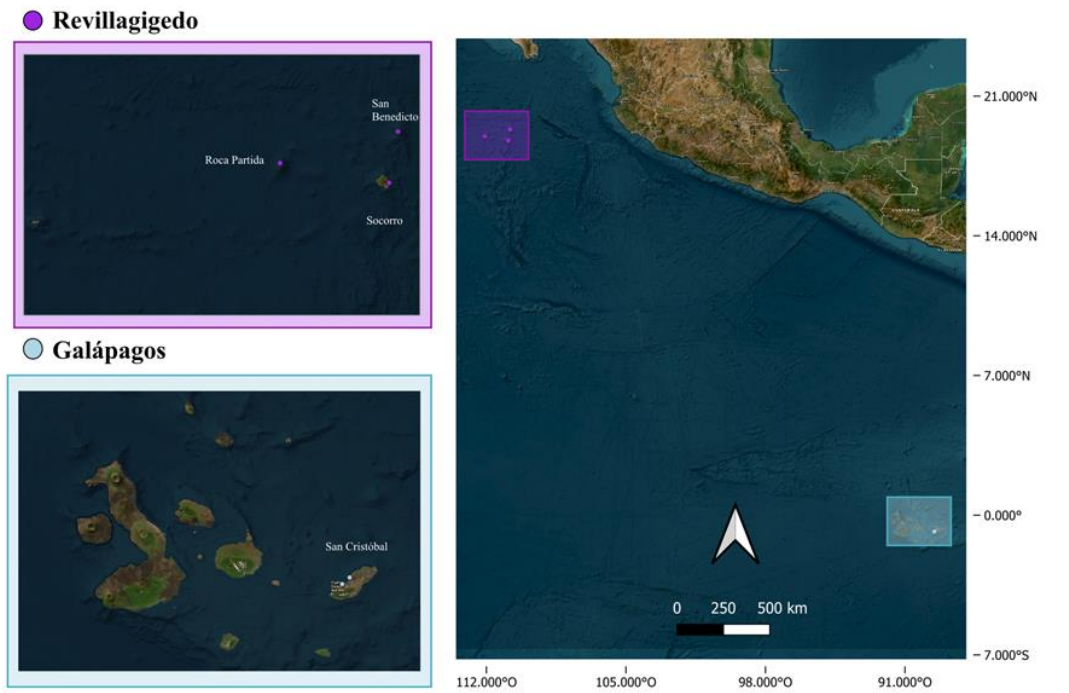 Revillagigedo
San
Benedicto
Roca Partida
Socorro
Galápagos
San Cristóbal
21.000°N
14.000°N
7.000°N
0.000°
7.000°S
GUATEMALA
0 250 500 km
112.000°O 105.000°O 98.000°O 91.000°O